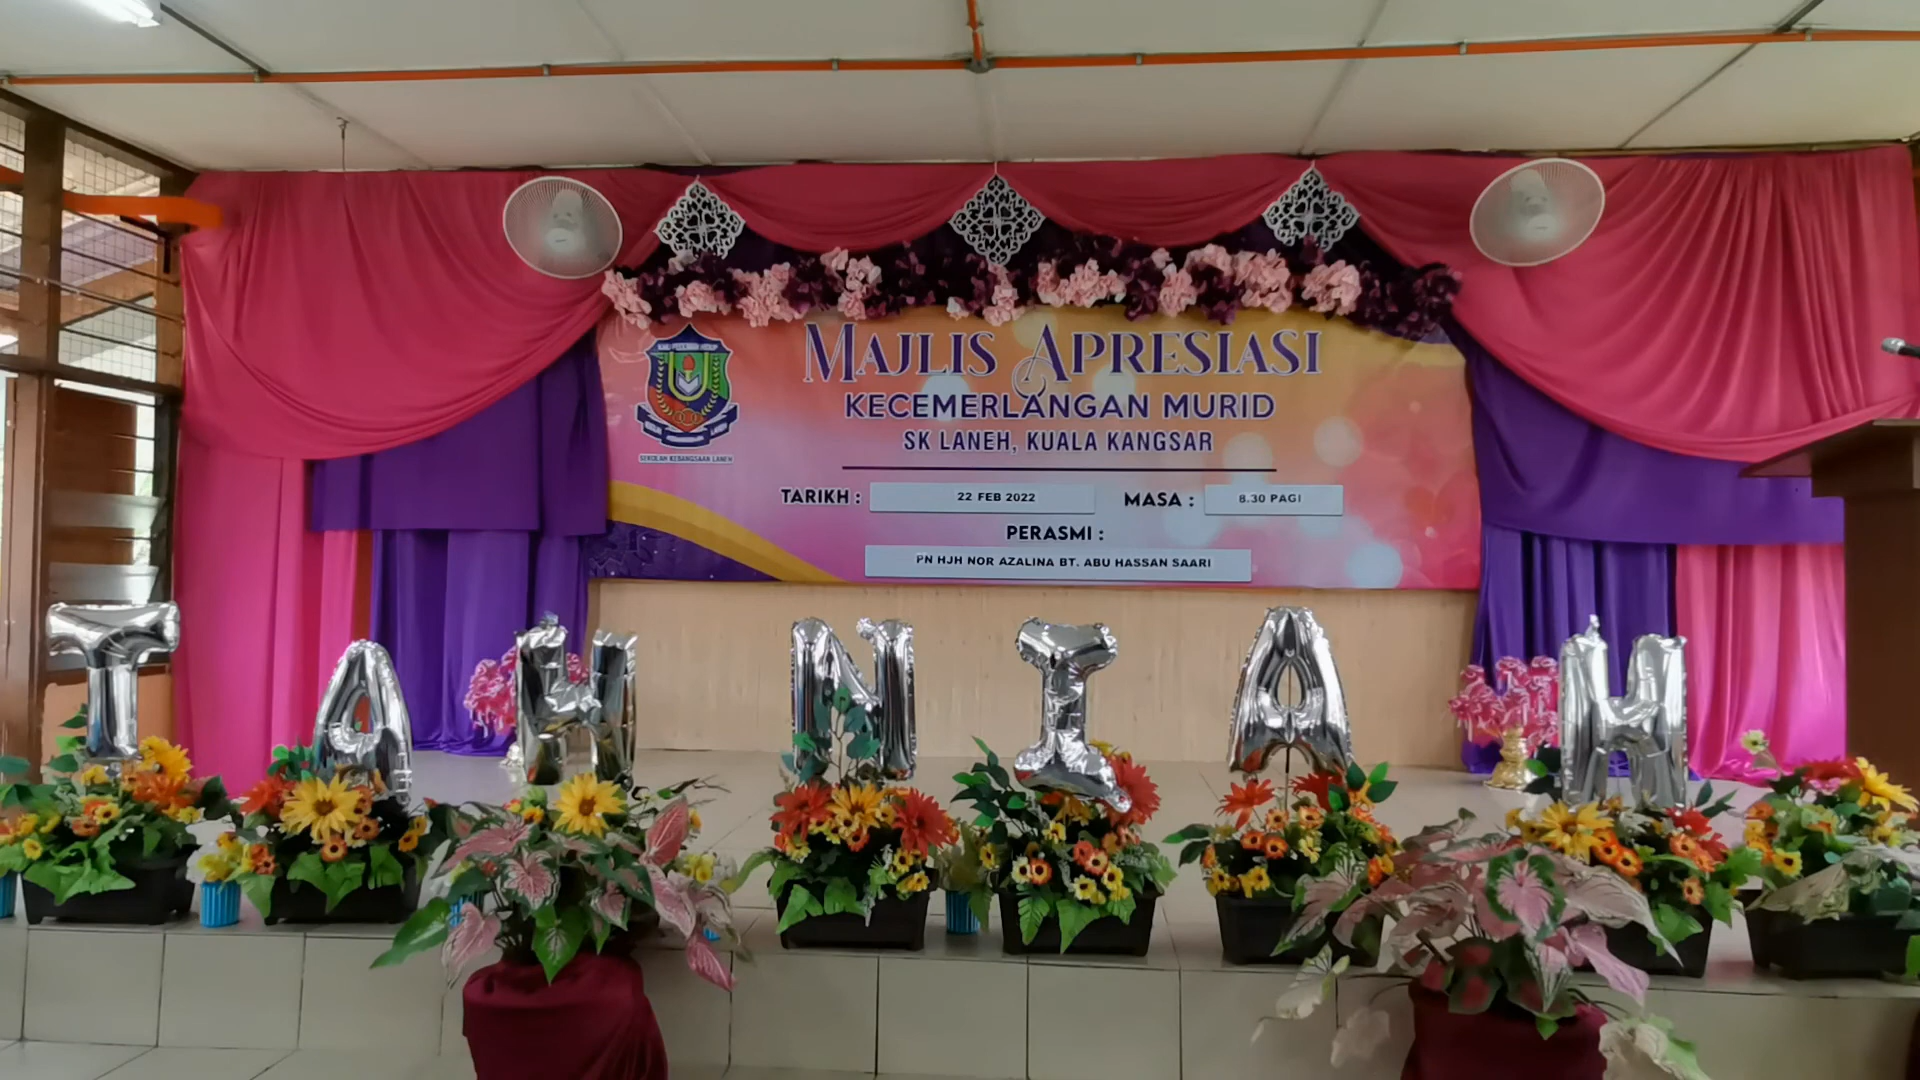 MAJLIS APRESIASI
KECEMERLANGAN MURID
SK LANEH, KUALA KANGSAR
TARIKH : 22 FEB 2022 MASA : 8.30 PAGI
PERASMI :
PN HJH NOR AZALINA BT. ABU HASSAN SAARI
SEKOLAH KEBANGSAAN LANEH
TAHNIAH